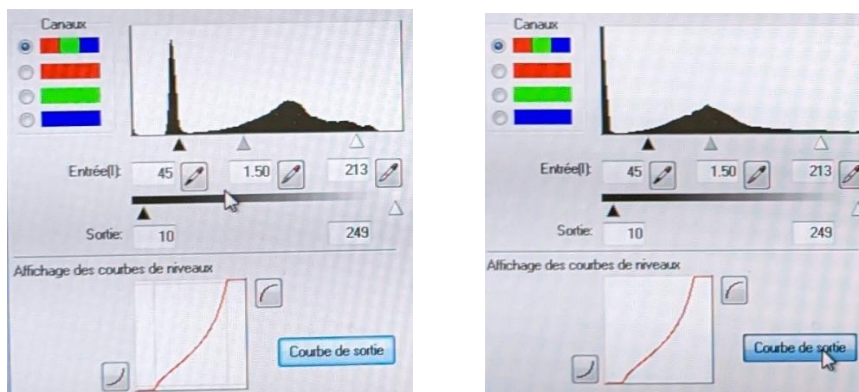 Canaux
Entrée(I): 45 1.50 213
Sortie: 10 249
Affichage des courbes de niveaux
Courbe de sortie
Canaux
Entrée(I): 45 1.50 213
Sortie: 10 249
Affichage des courbes de niveaux
Courbe de sortie